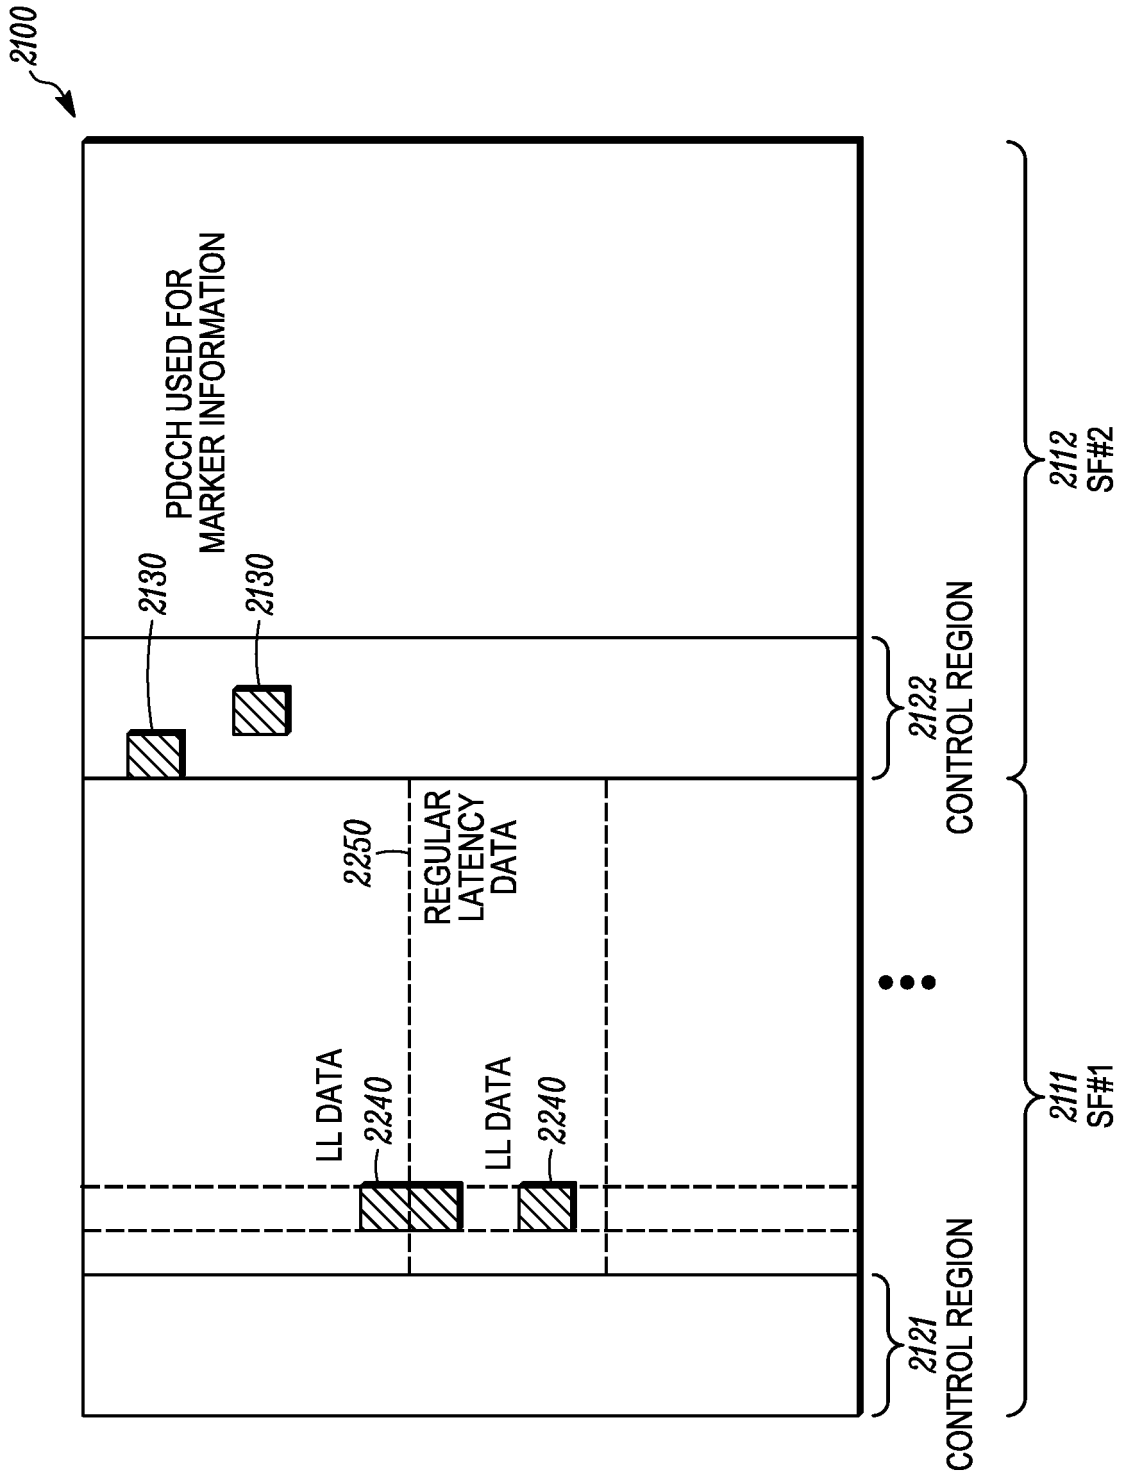 2100
PDCCH USED FOR
MARKER INFORMATION
2130
2130
2250
REGULAR
LATENCY
DATA
LL DATA
2240
LL DATA
2240
2121
CONTROL REGION
2122
CONTROL REGION
2111
SF#1
2112
SF#2